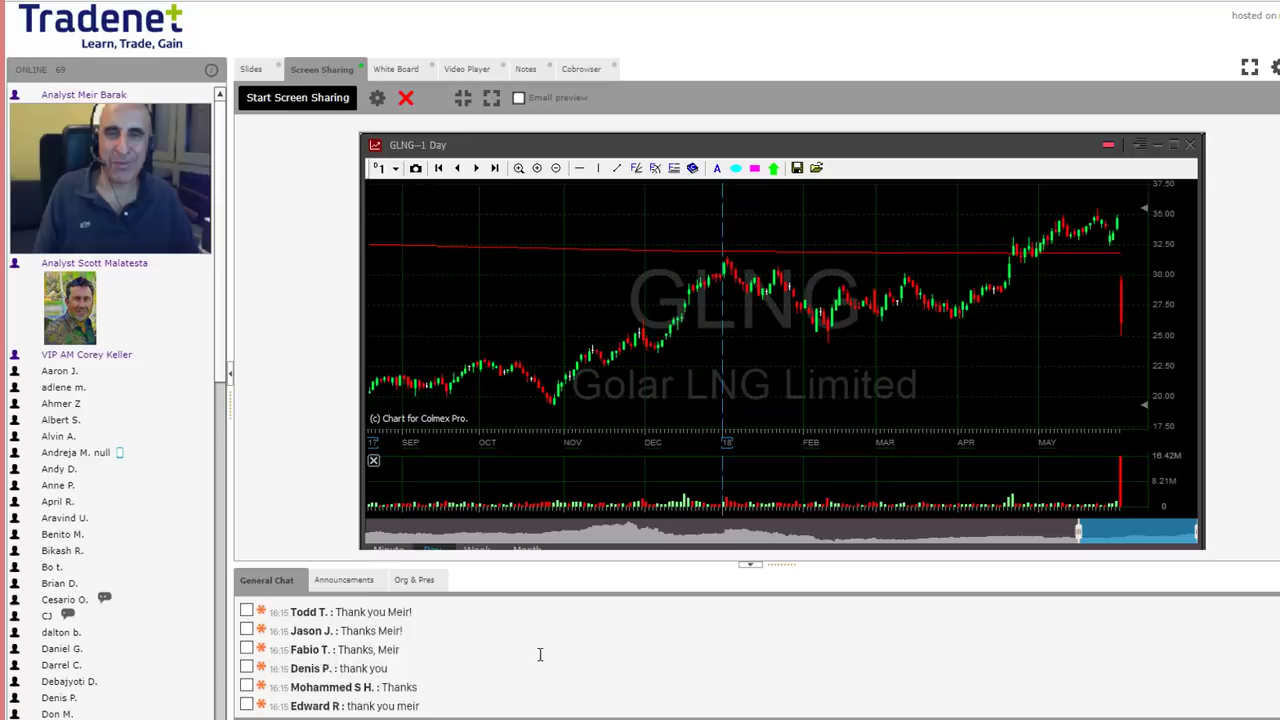 Tradenet
Learn, Trade, Gain
hosted on
ONLINE 69
Analyst Meir Barak
Analyst Scott Malatesta
VIP AM Corey Keller
Aaron J.
adlene m.
Ahmer Z
Albert S.
Alvin A.
Andreja M. null
Andy D.
Anne P.
April R.
Aravind U.
Benito M.
Bikash R.
Bo t.
Brian D.
Cesario O.
CJ
dalton b.
Daniel G.
Darrel C.
Debajyoti D.
Denis P.
Don M.
Slides
Screen Sharing
White Board
Video Player
Notes
Cobrowser
Start Screen Sharing
Small preview
GLNG--1 Day
D1
A
GLNG
Golar LNG Limited
(c) Chart for Colmex Pro.
37.50
35.00
32.50
30.00
27.50
25.00
22.50
20.00
17.50
17 SEP OCT NOV DEC 18 FEB MAR APR MAY
16.42M
8.21M
0
Minute Day Week Month
General Chat
Announcements
Org & Pres
16:15 Todd T. : Thank you Meir!
16:15 Jason J. : Thanks Meir!
16:15 Fabio T. : Thanks, Meir
16:15 Denis P. : thank you
16:15 Mohammed S H. : Thanks
16:15 Edward R : thank you meir